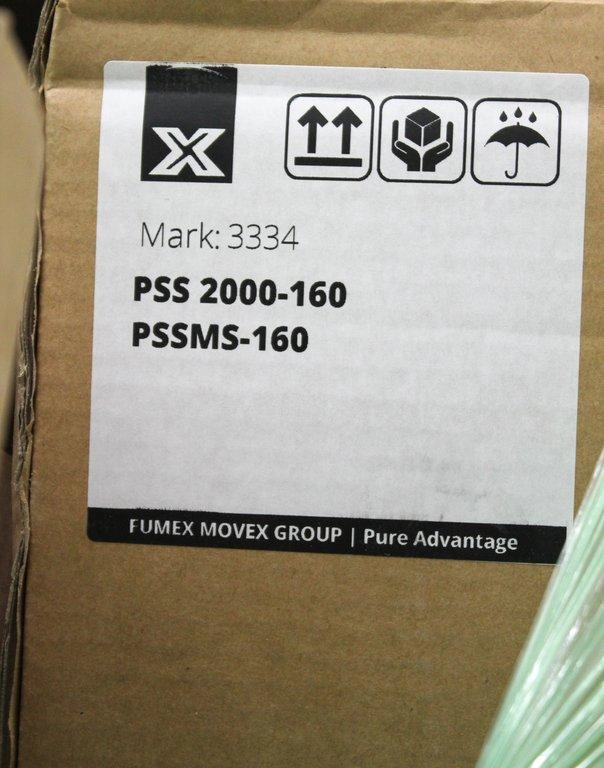 X
Mark: 3334
PSS 2000-160
PSSMS-160
FUMEX MOVEX GROUP | Pure Advantage